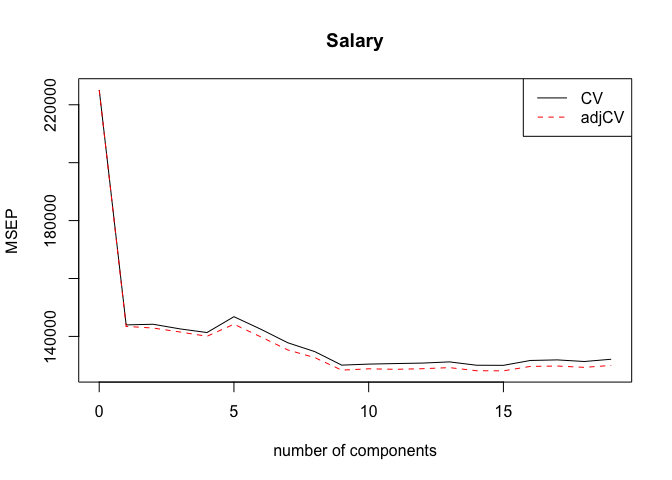 Salary
CV
adjCV
220000
180000
140000
MSEP
0 5 10 15
number of components